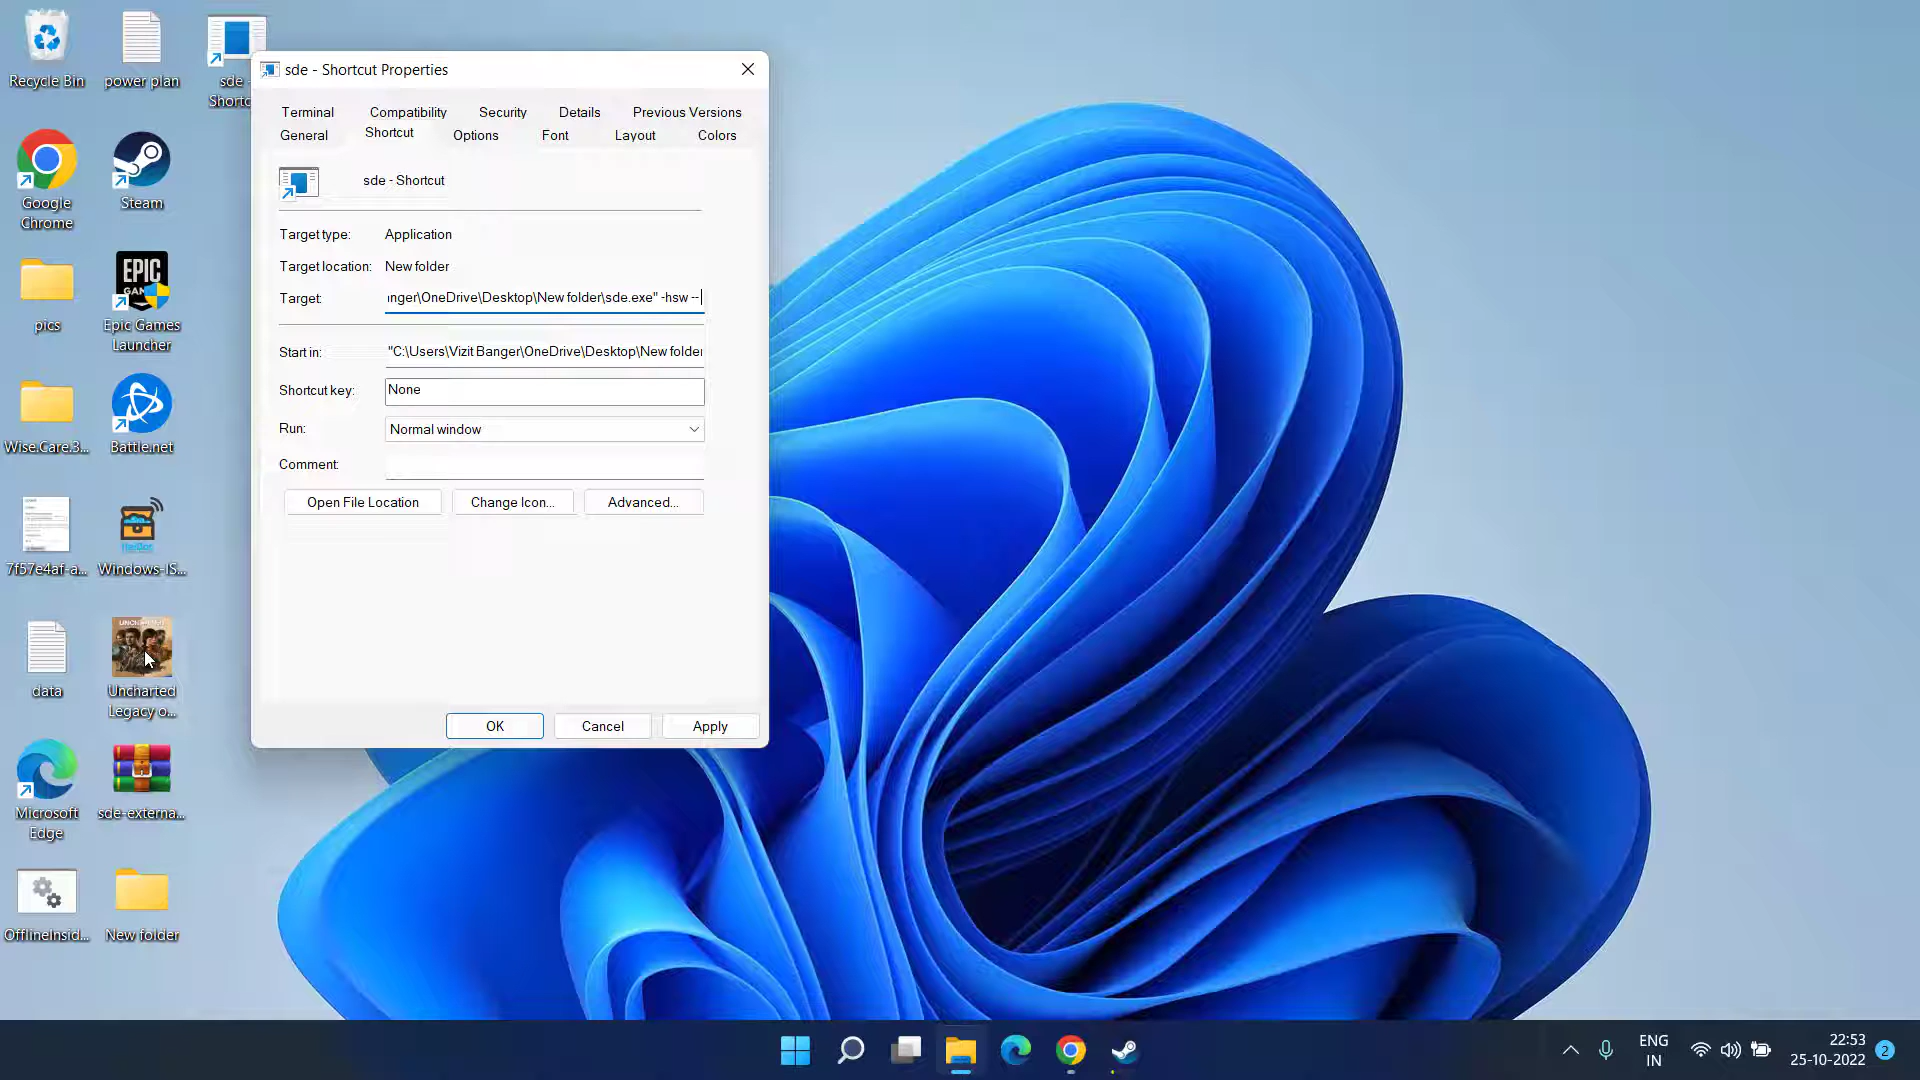 Recycle Bin
power plan
sde -
Shortc
sde - Shortcut Properties
Terminal
Compatibility
Security
Details
Previous Versions
General
Shortcut
Options
Font
Layout
Colors
sde - Shortcut
Target type:
Application
Target location:
New folder
Target:
anger\OneDrive\Desktop\New folder\sde.exe" -hsw --
Start in:
"C:\Users\Vizit Banger\OneDrive\Desktop\New folder
Shortcut key:
None
Run:
Normal window
Comment:
Open File Location
Change Icon...
Advanced...
OK
Cancel
Apply
Google
Chrome
Steam
pics
EPIC
GAMES
Epic Games
Launcher
Wise.Care.3...
Battle.net
7f57e4af-a...
Windows-IS...
data
UNCHARTED
Uncharted
Legacy o...
Microsoft
Edge
sde-externa...
OfflineInsid...
New folder
ENG
IN
22:53
25-10-2022
2